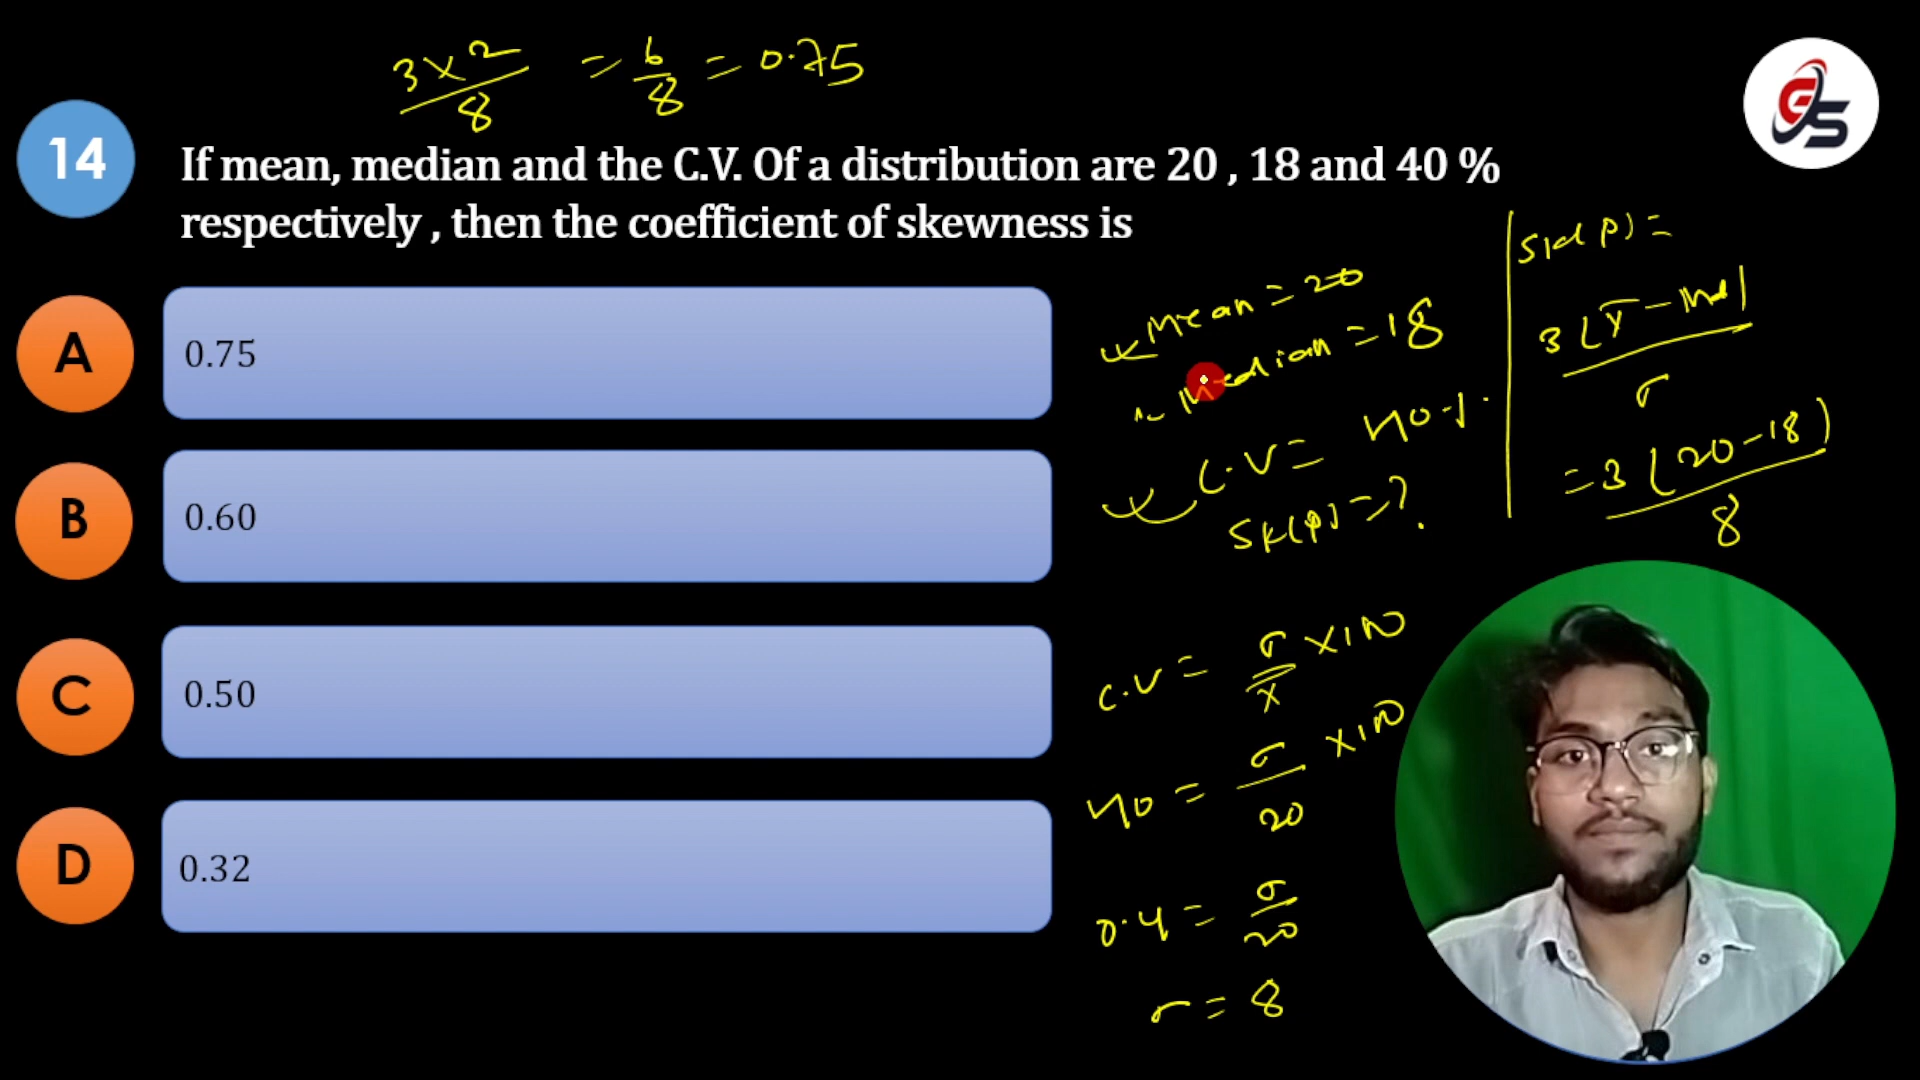 3 x 2 / 8 = 6 / 8 = 0.75
GS
14
If mean, median and the C.V. Of a distribution are 20 , 18 and 40 %
respectively , then the coefficient of skewness is
A
0.75
B
0.60
C
0.50
D
0.32
Mean = 20
Median = 18
C.V = 40 %
SK(P) = ?
C.V = σ / x̄ x 100
40 = σ / 20 x 100
0.4 = σ / 20
σ = 8
Sk(P) =
3 (x̄ - Md) / σ
= 3 (20 - 18) / 8